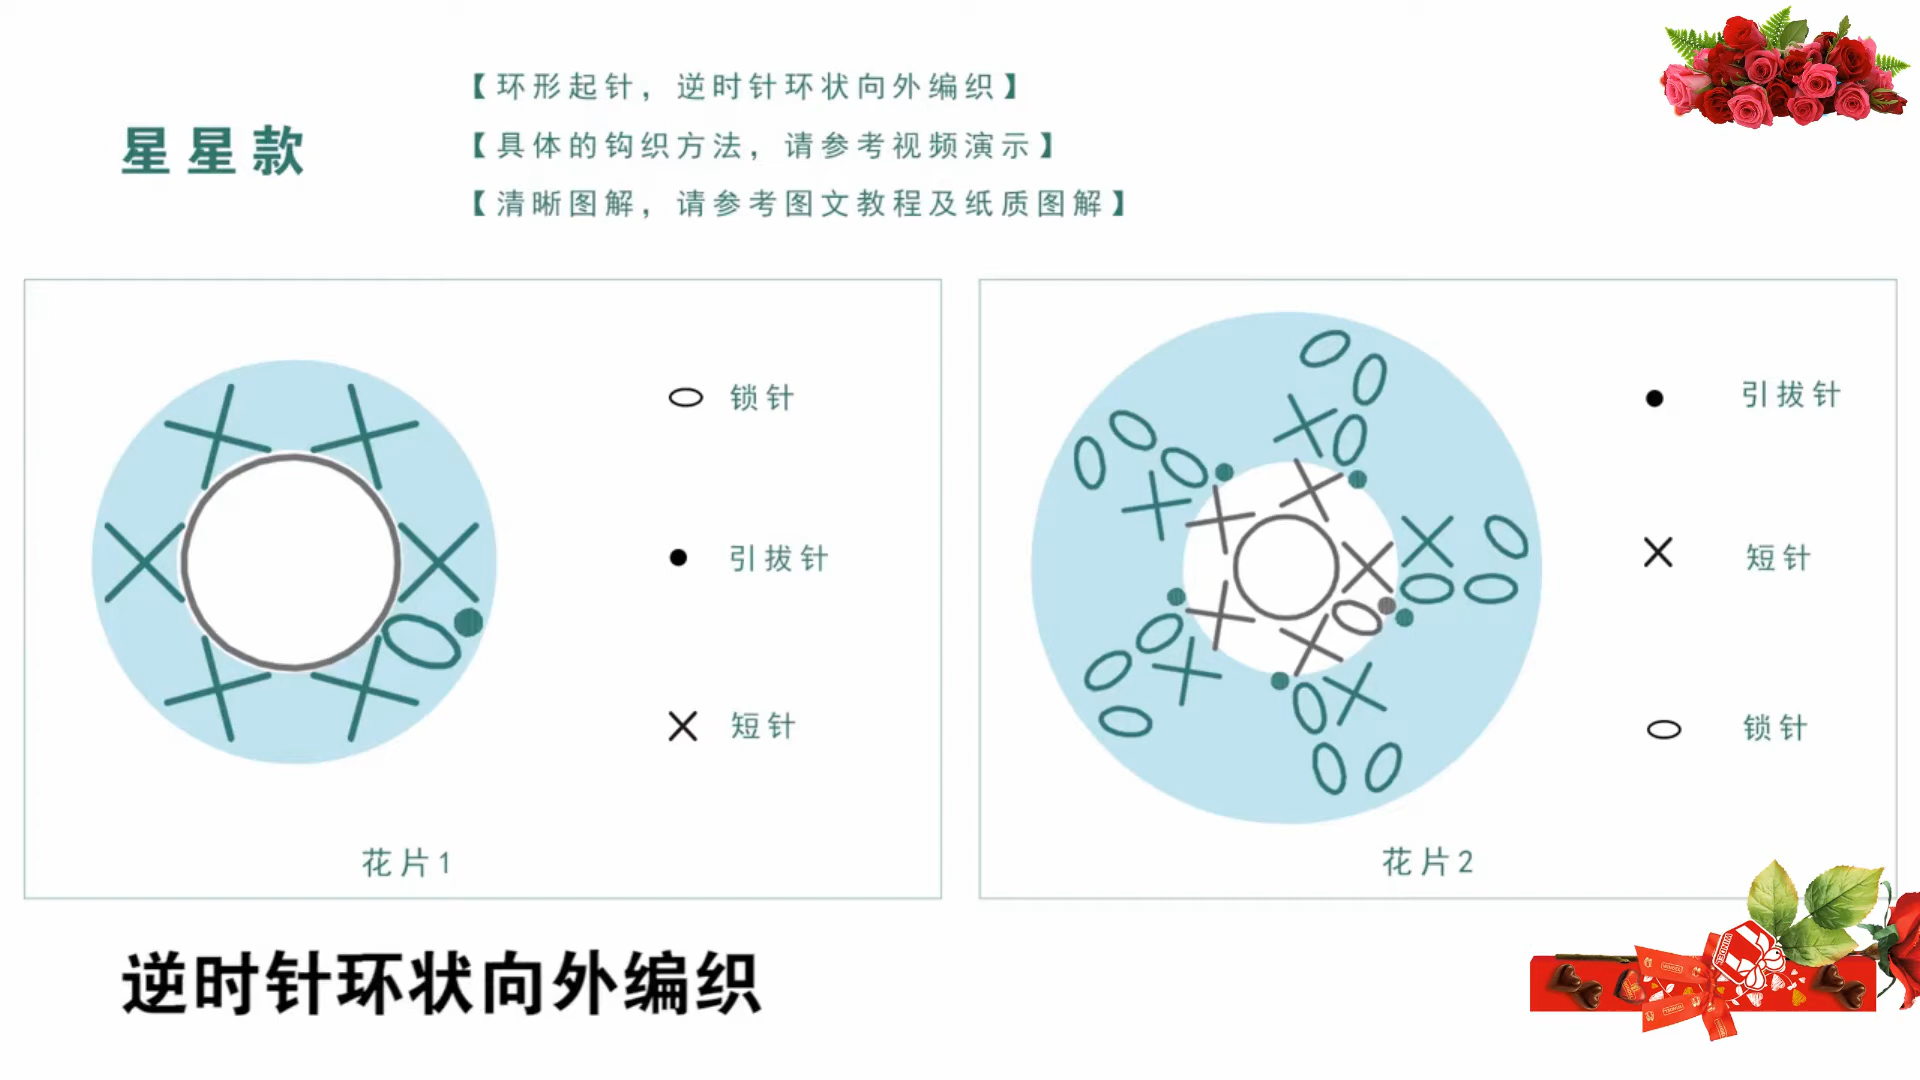 星星款
【环形起针，逆时针环状向外编织】
【具体的钩织方法，请参考视频演示】
【清晰图解，请参考图文教程及纸质图解】
锁针
引拔针
短针
花片1
引拔针
短针
锁针
花片2
逆时针环状向外编织